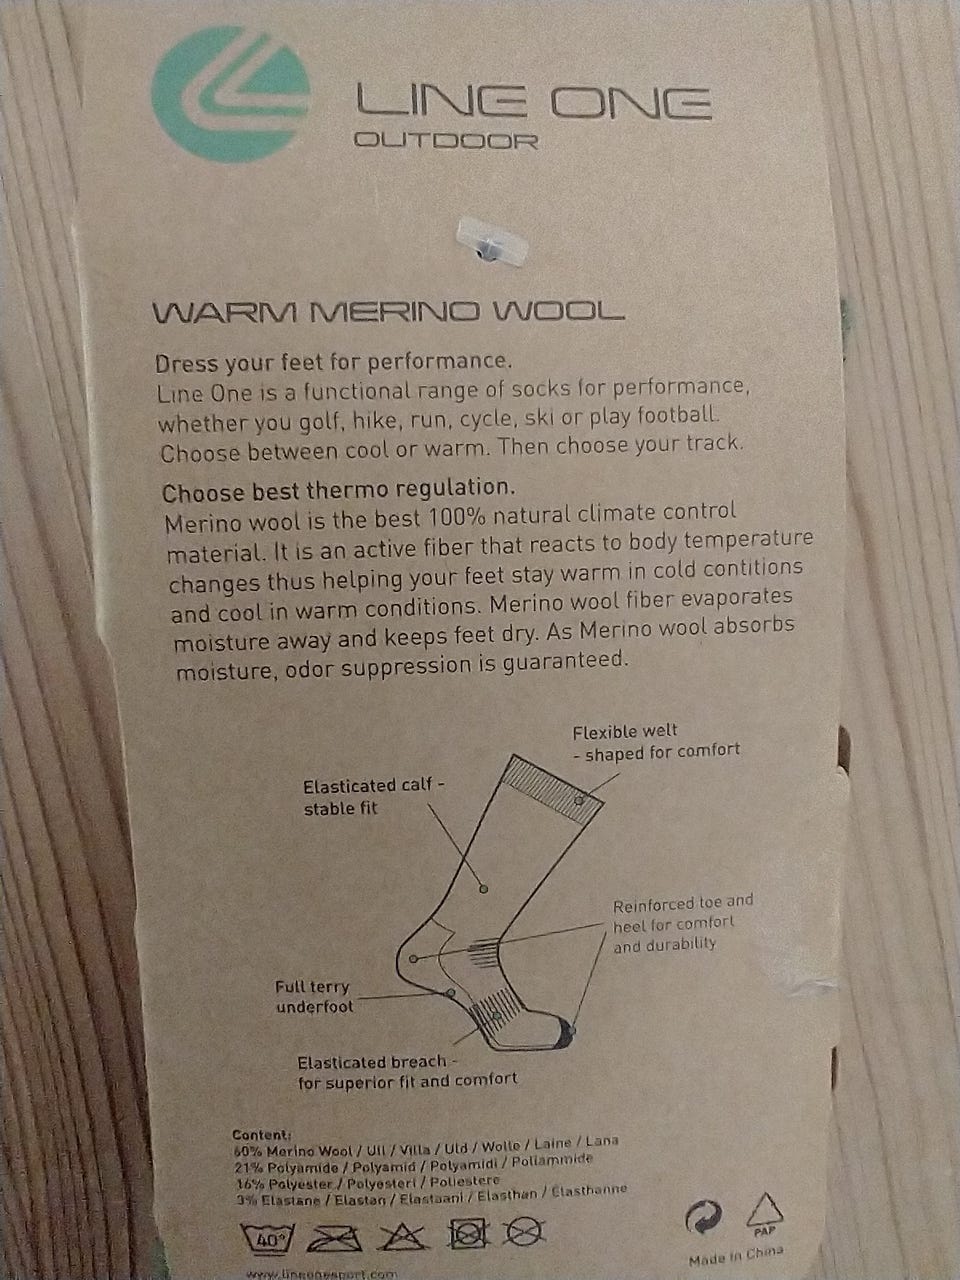 LINE ONE
OUTDOOR
WARM MERINO WOOL
Dress your feet for performance.
Line One is a functional range of socks for performance,
whether you golf, hike, run, cycle, ski or play football.
Choose between cool or warm. Then choose your track.
Choose best thermo regulation.
Merino wool is the best 100% natural climate control
material. It is an active fiber that reacts to body temperature
changes thus helping your feet stay warm in cold contitions
and cool in warm conditions. Merino wool fiber evaporates
moisture away and keeps feet dry. As Merino wool absorbs
moisture, odor suppression is guaranteed.
Flexible welt
- shaped for comfort
Elasticated calf -
stable fit
Reinforced toe and
heel for comfort
and durability
Full terry
underfoot
Elasticated breach -
for superior fit and comfort
Content:
60% Merino Wool / Ull / Villa / Uld / Wolle / Laine / Lana
21% Polyamide / Polyamid / Polyamidi / Poliammide
16% Polyester / Polyesteri / Poliestere
3% Elastane / Elastan / Elastaani / Elasthan / Elasthanne
40°
PAP
Made in China
www.lineonesport.com